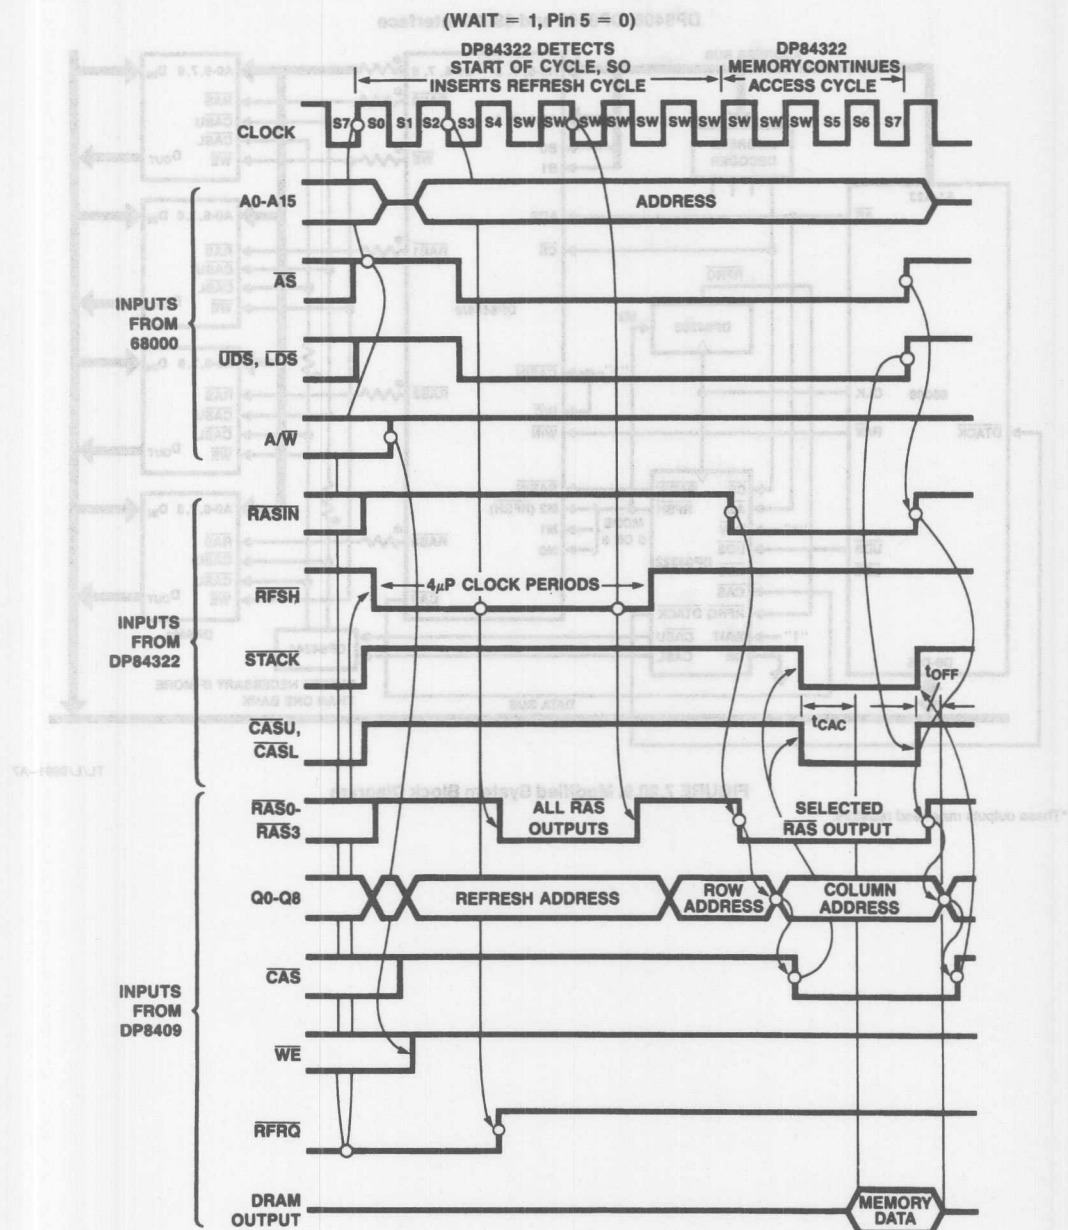 (WAIT = 1, Pin 5 = 0)
DP84322 DETECTS
START OF CYCLE, SO
INSERTS REFRESH CYCLE
DP84322
MEMORY CONTINUES
ACCESS CYCLE
CLOCK
S7 S0 S1 S2 S3 S4 SW SW SW SW SW SW SW SW SW SW S5 S6 S7
A0-A15
ADDRESS
AS
INPUTS
FROM
68000
UDS, LDS
A/W
RASIN
RFSH
4μP CLOCK PERIODS
INPUTS
FROM
DP84322
STACK
tOFF
CASU,
CASL
tCAC
RAS0-
RAS3
ALL RAS
OUTPUTS
SELECTED
RAS OUTPUT
Q0-Q8
REFRESH ADDRESS
ROW
ADDRESS
COLUMN
ADDRESS
CAS
INPUTS
FROM
DP8409
WE
RFRQ
DRAM
OUTPUT
MEMORY
DATA